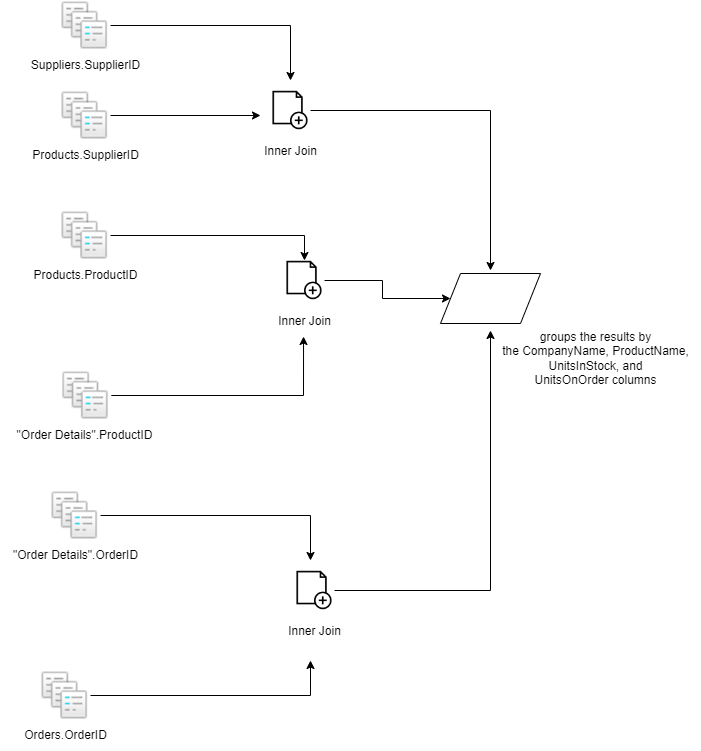 Suppliers.SupplierID
Products.SupplierID
Inner Join
Products.ProductID
Inner Join
groups the results by
the CompanyName, ProductName,
UnitsInStock, and
UnitsOnOrder columns
"Order Details".ProductID
"Order Details".OrderID
Inner Join
Orders.OrderID